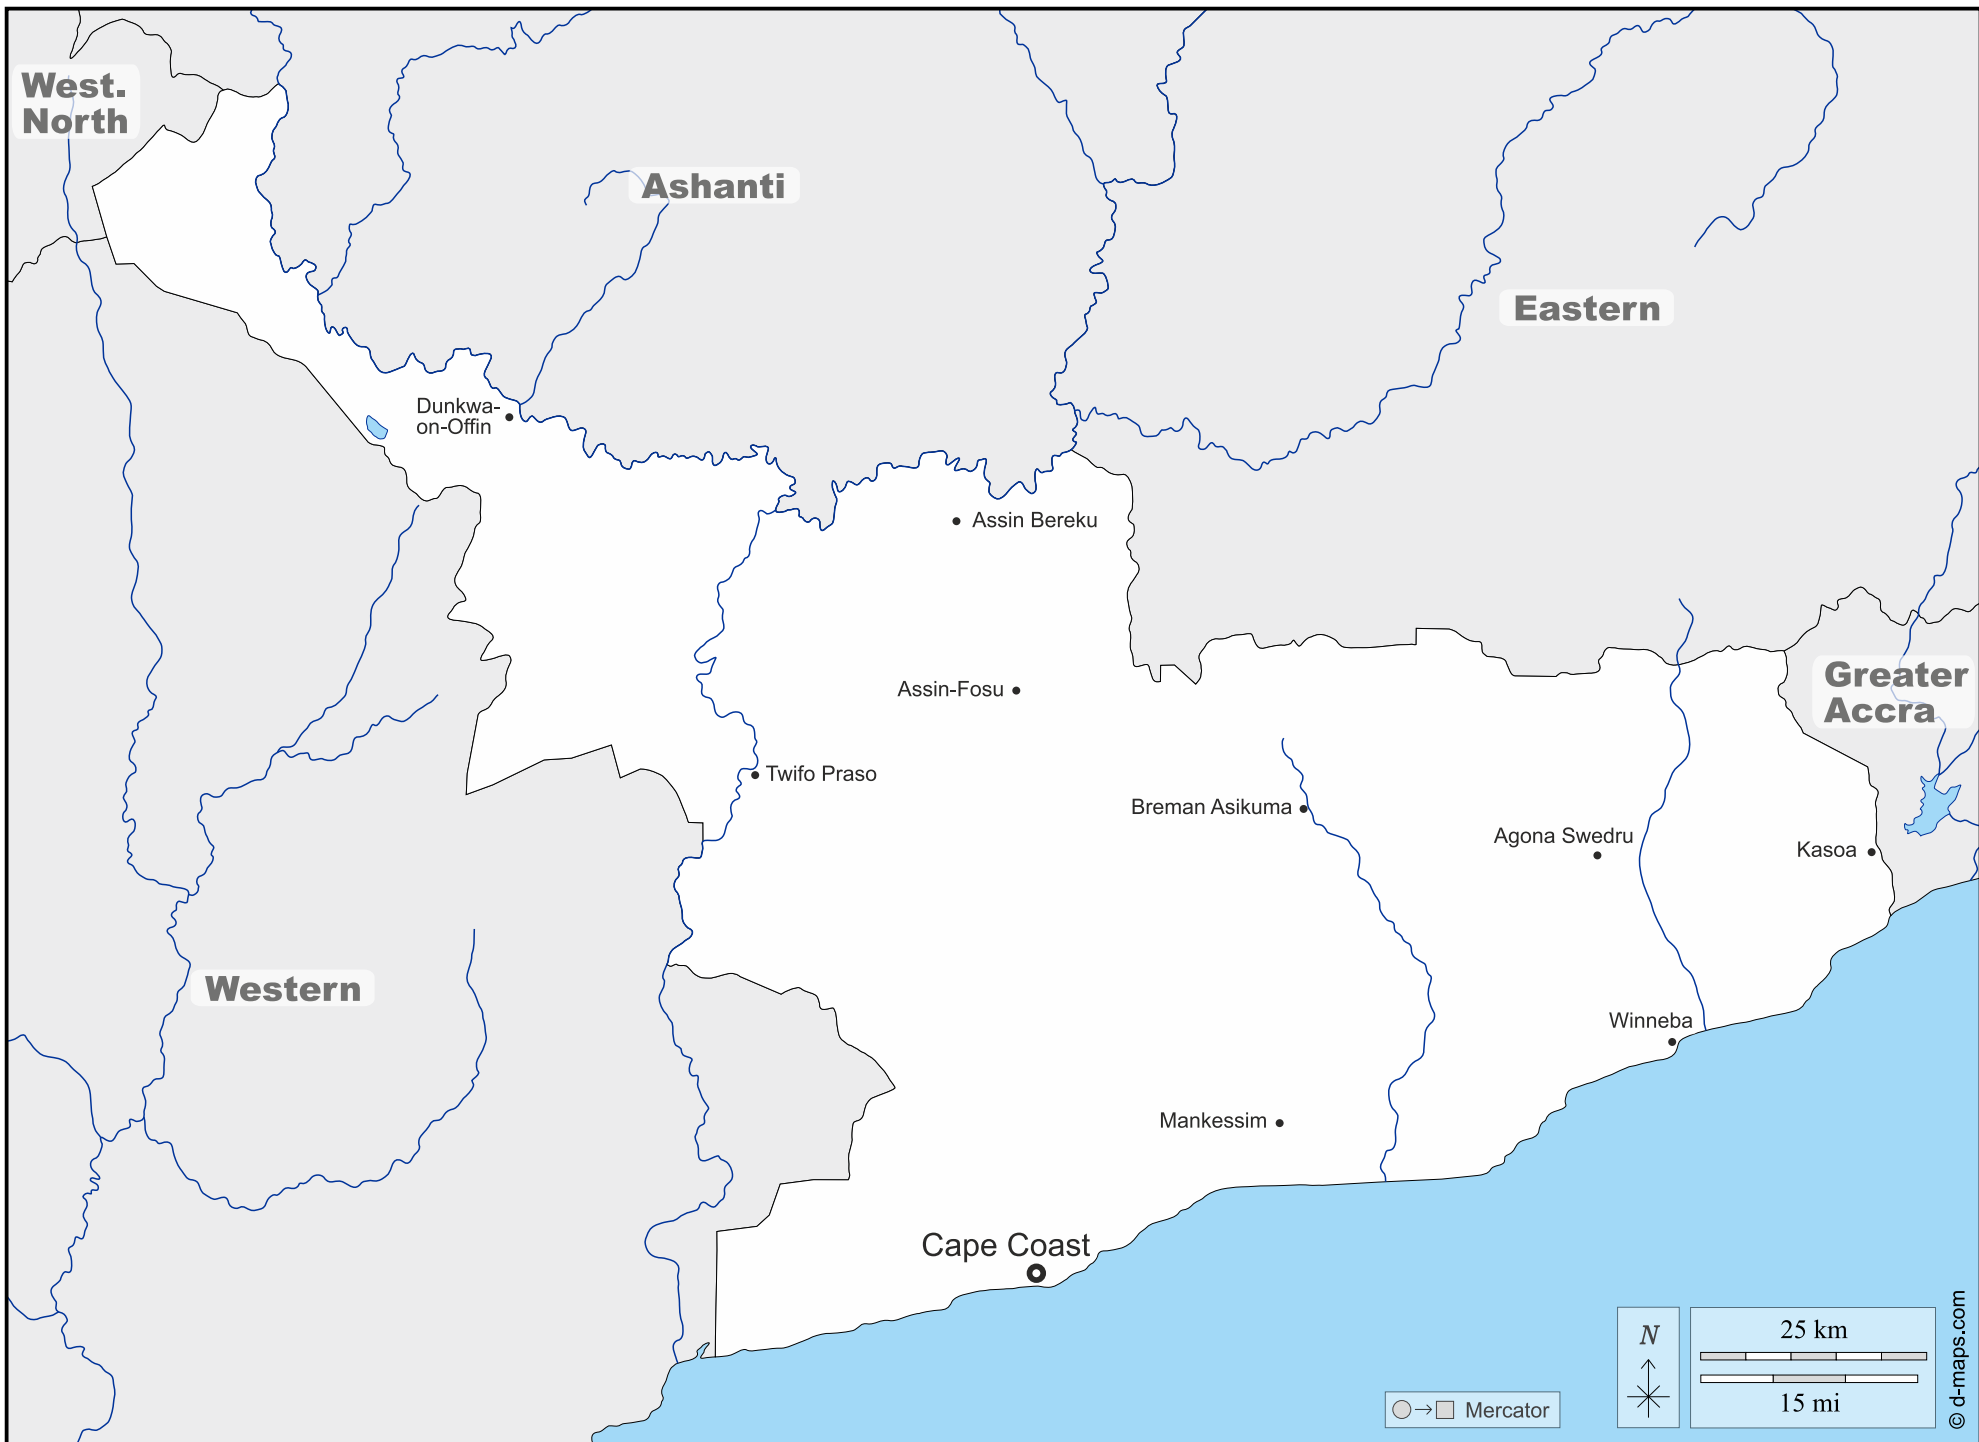 West.
North
Ashanti
Eastern
Dunkwa-
on-Offin
Assin Bereku
Assin-Fosu
Greater
Accra
Twifo Praso
Breman Asikuma
Agona Swedru
Kasoa
Western
Winneba
Mankessim
Cape Coast
N
25 km
15 mi
Mercator
© d-maps.com